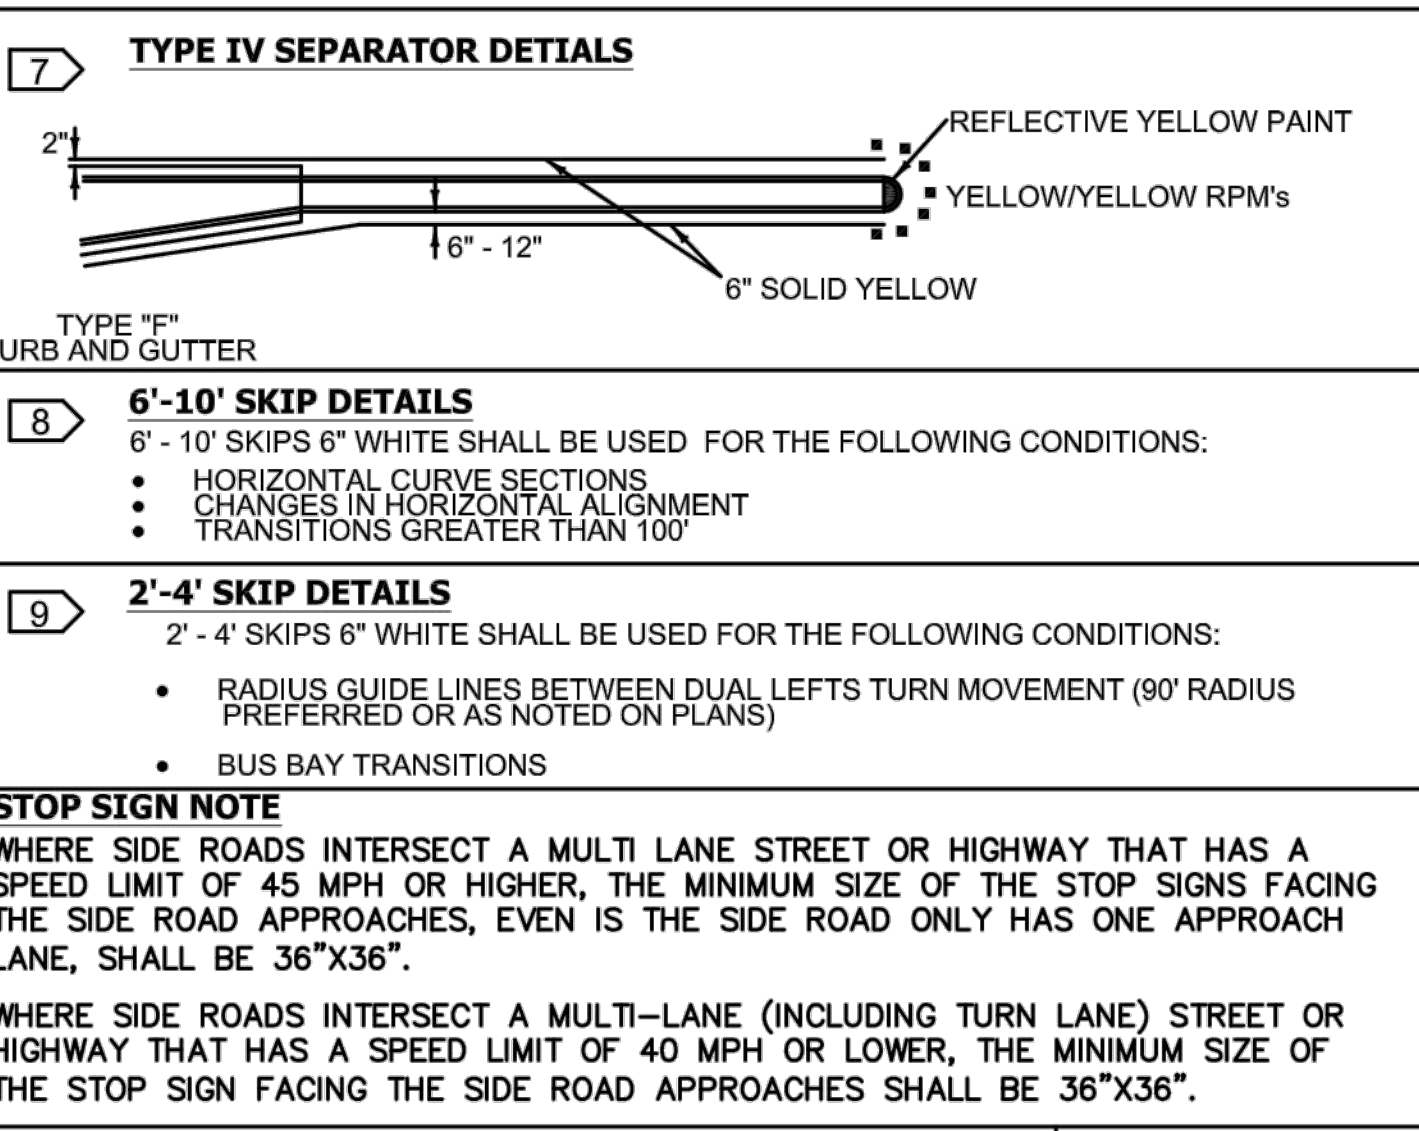 7
TYPE IV SEPARATOR DETIALS
2"
REFLECTIVE YELLOW PAINT
YELLOW/YELLOW RPM's
6" - 12"
6" SOLID YELLOW
TYPE "F"
URB AND GUTTER
8
6'-10' SKIP DETAILS
6' - 10' SKIPS 6" WHITE SHALL BE USED FOR THE FOLLOWING CONDITIONS:
• HORIZONTAL CURVE SECTIONS
• CHANGES IN HORIZONTAL ALIGNMENT
• TRANSITIONS GREATER THAN 100'
9
2'-4' SKIP DETAILS
2' - 4' SKIPS 6" WHITE SHALL BE USED FOR THE FOLLOWING CONDITIONS:
• RADIUS GUIDE LINES BETWEEN DUAL LEFTS TURN MOVEMENT (90' RADIUS
PREFERRED OR AS NOTED ON PLANS)
• BUS BAY TRANSITIONS
STOP SIGN NOTE
WHERE SIDE ROADS INTERSECT A MULTI LANE STREET OR HIGHWAY THAT HAS A
SPEED LIMIT OF 45 MPH OR HIGHER, THE MINIMUM SIZE OF THE STOP SIGNS FACING
THE SIDE ROAD APPROACHES, EVEN IS THE SIDE ROAD ONLY HAS ONE APPROACH
LANE, SHALL BE 36"X36".
WHERE SIDE ROADS INTERSECT A MULTI-LANE (INCLUDING TURN LANE) STREET OR
HIGHWAY THAT HAS A SPEED LIMIT OF 40 MPH OR LOWER, THE MINIMUM SIZE OF
THE STOP SIGN FACING THE SIDE ROAD APPROACHES SHALL BE 36"X36".